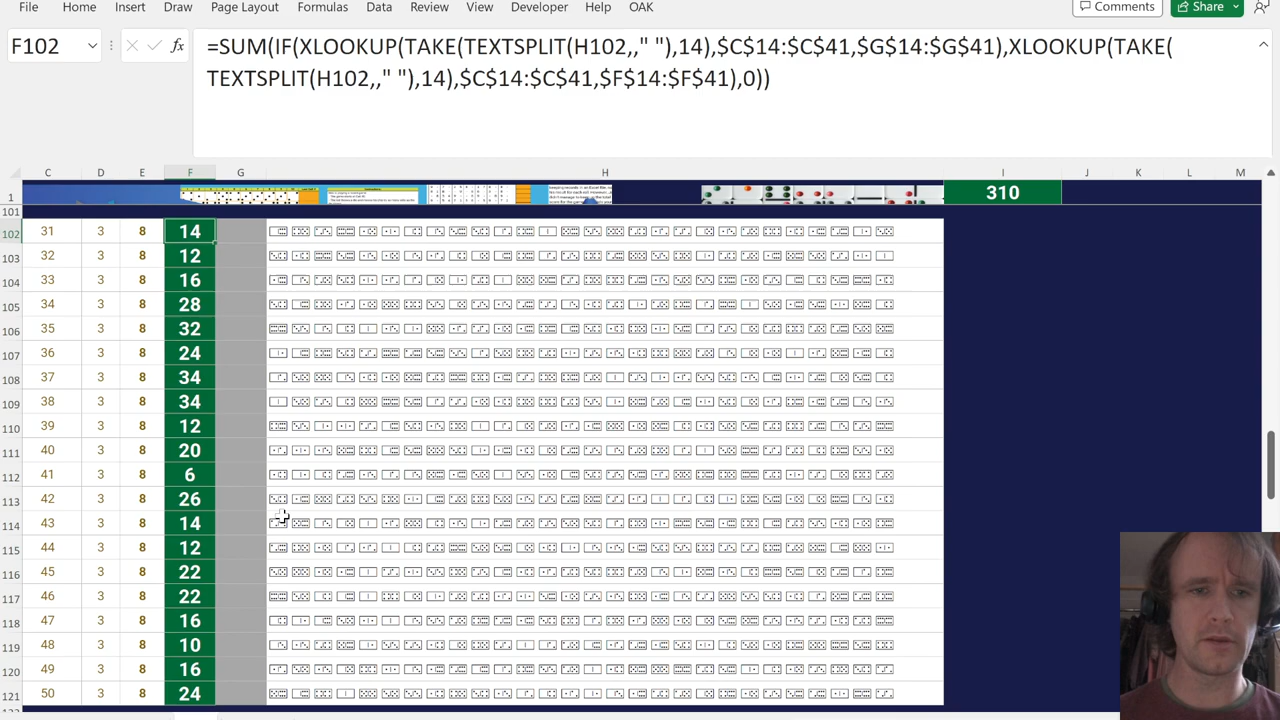 File Home Insert Draw Page Layout Formulas Data Review View Developer Help OAK Comments Share
F102 fx =SUM(IF(XLOOKUP(TAKE(TEXTSPLIT(H102,," "),14),$C$14:$C$41,$G$14:$G$41),XLOOKUP(TAKE(
TEXTSPLIT(H102,," "),14),$C$14:$C$41,$F$14:$F$41),0))
C D E F G H I J K L M
1 310
101
102 31 3 8 14
103 32 3 8 12
104 33 3 8 16
105 34 3 8 28
106 35 3 8 32
107 36 3 8 24
108 37 3 8 34
109 38 3 8 34
110 39 3 8 12
111 40 3 8 20
112 41 3 8 6
113 42 3 8 26
114 43 3 8 14
115 44 3 8 12
116 45 3 8 22
117 46 3 8 22
118 47 3 8 16
119 48 3 8 10
120 49 3 8 16
121 50 3 8 24